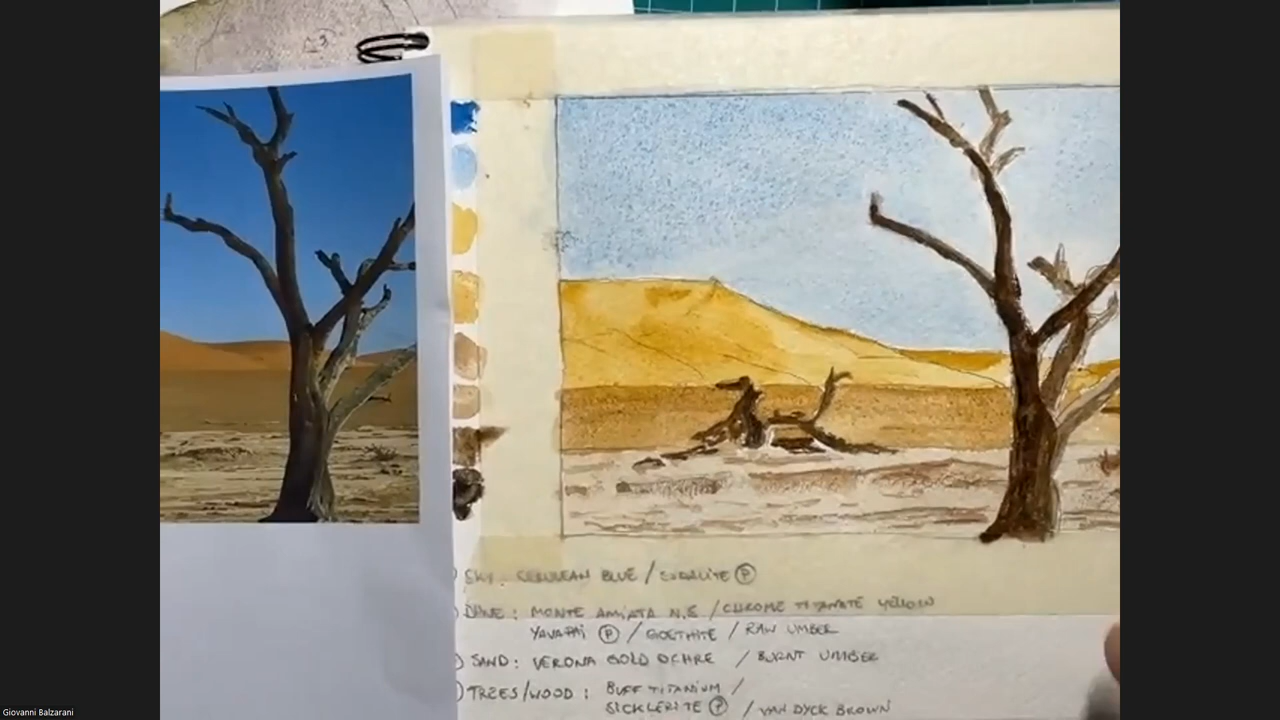 SKY: CERULEAN BLUE / SODALITE Ⓟ
DUNE: MONTE AMIATA N.S / CHROME TITANATE YELLOW
YAVAPAI Ⓟ / GOETHITE / RAW UMBER
SAND: VERONA GOLD OCHRE / BURNT UMBER
TREES/WOOD: BUFF TITANIUM /
SICKLERITE Ⓟ / VAN DYCK BROWN
Giovanni Balzarani